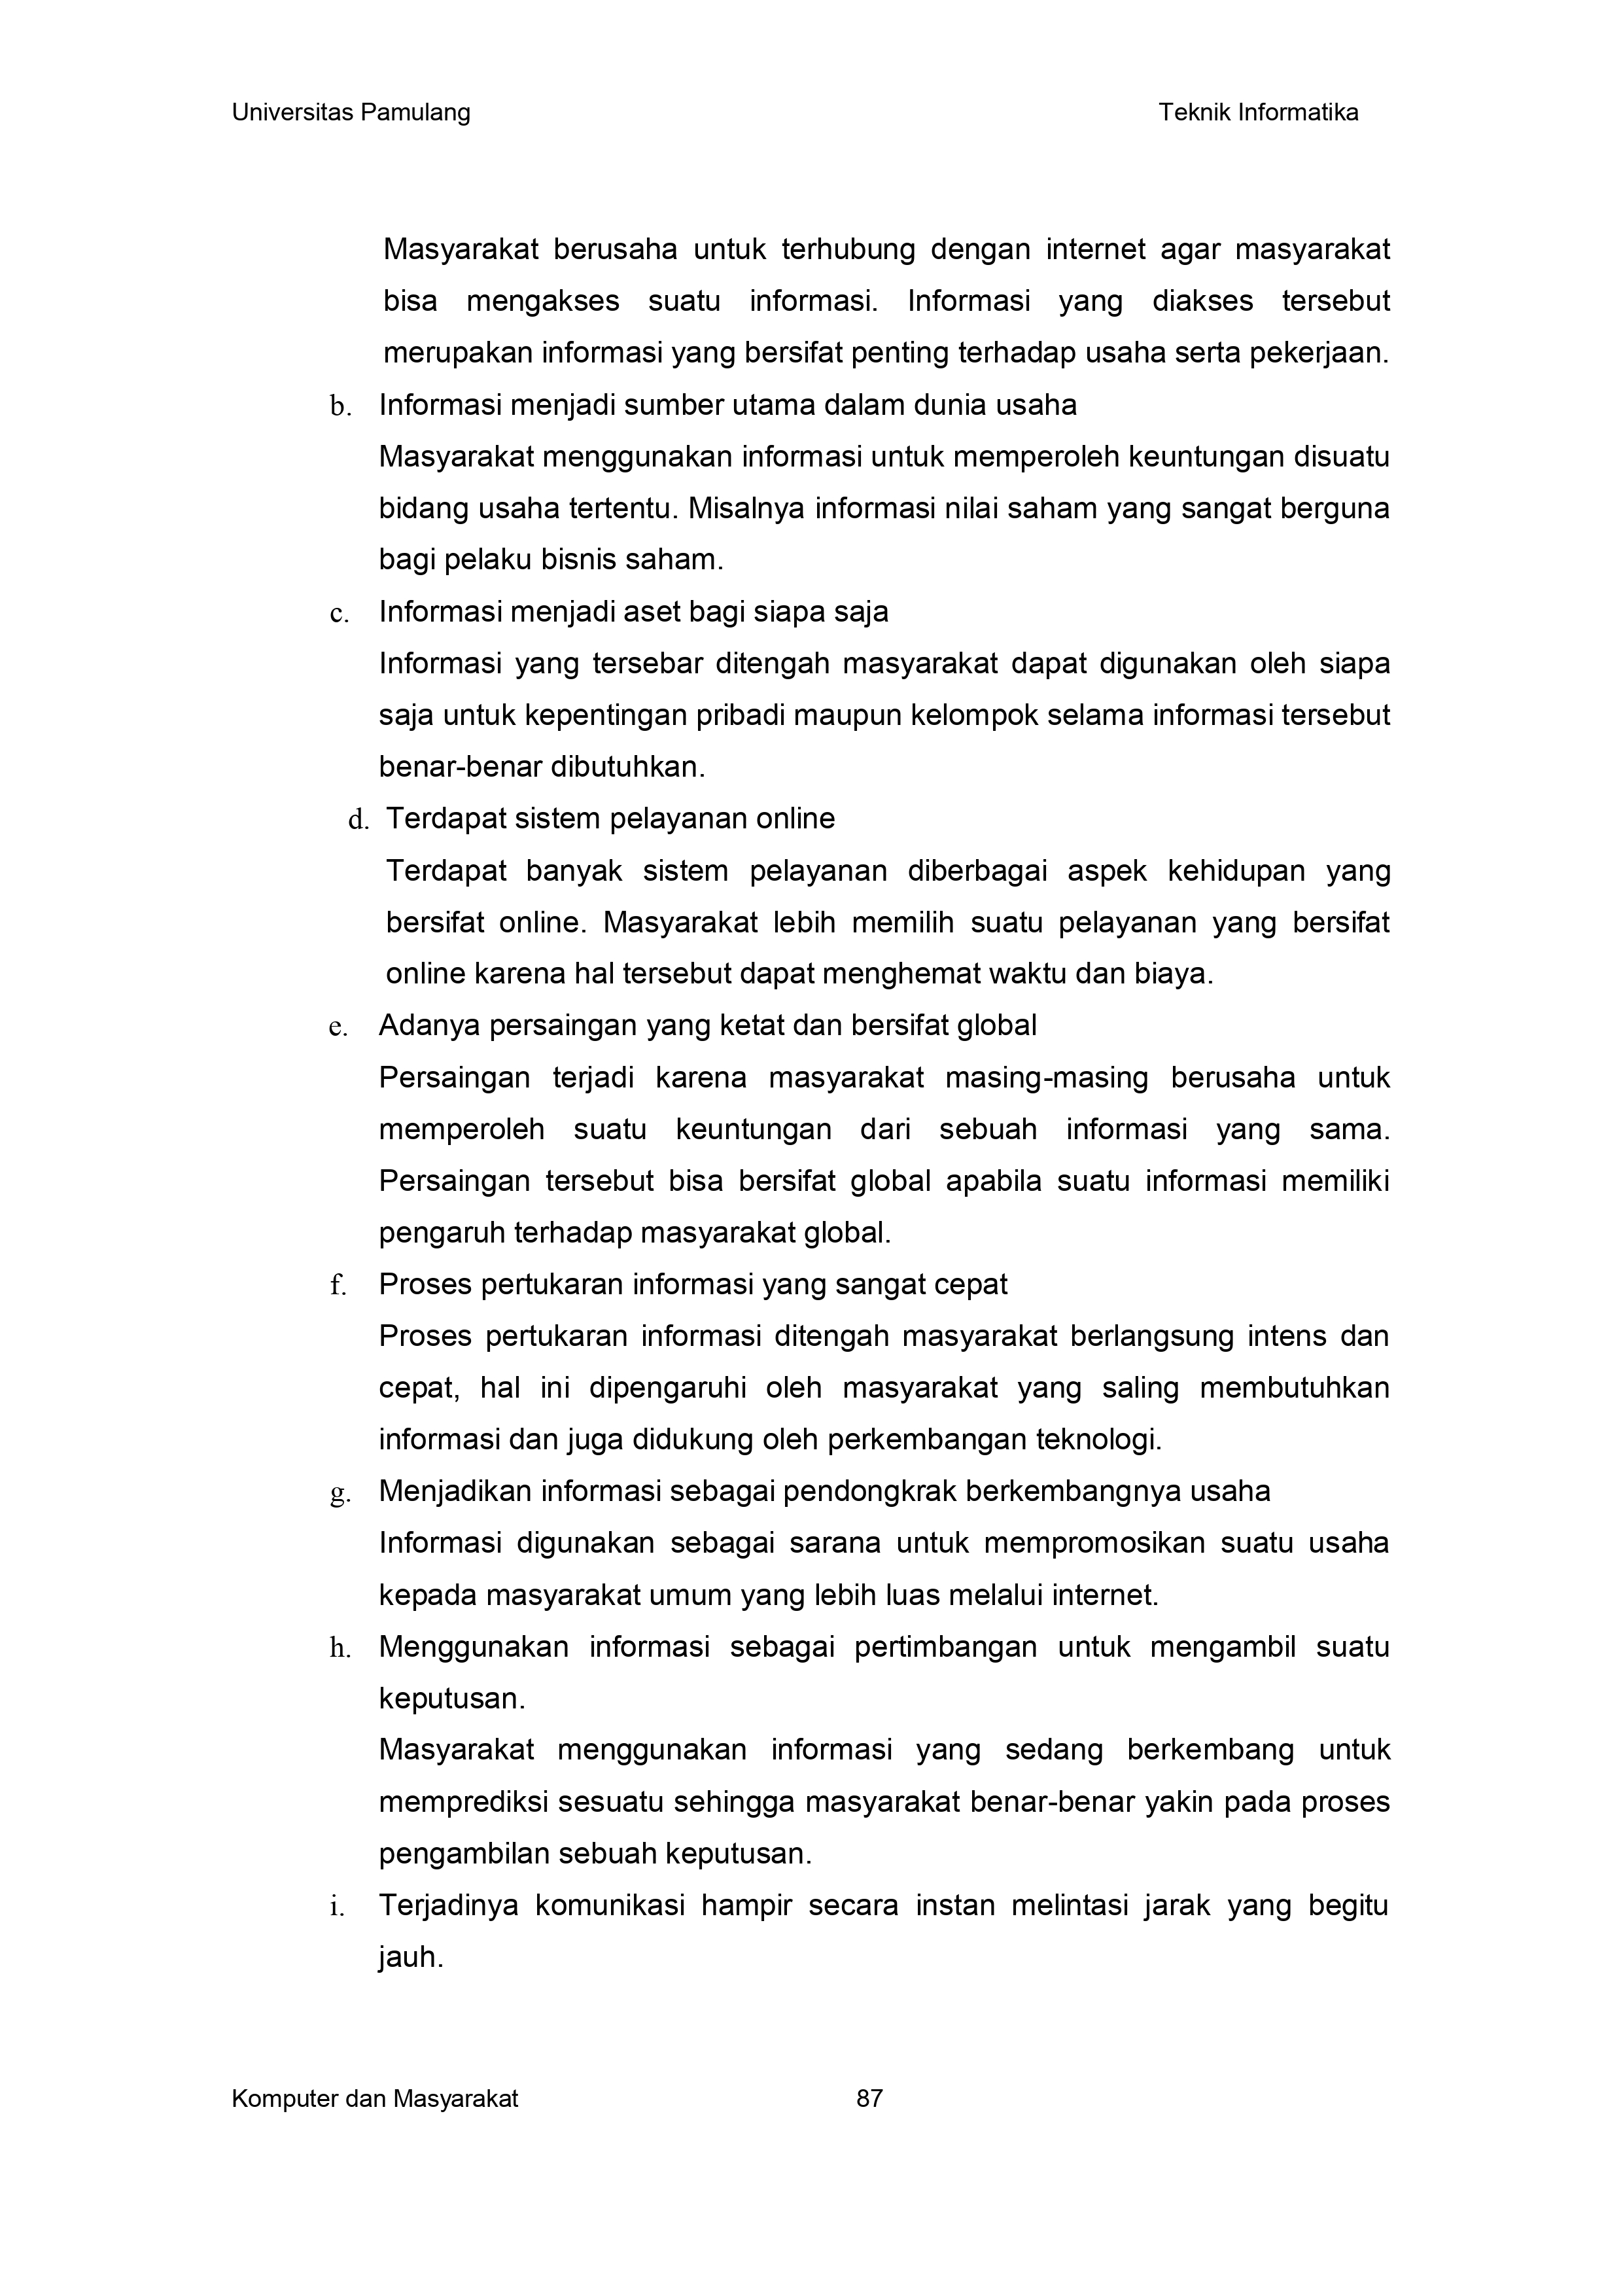 Universitas Pamulang Teknik Informatika
Masyarakat berusaha untuk terhubung dengan internet agar masyarakat
bisa mengakses suatu informasi. Informasi yang diakses tersebut
merupakan informasi yang bersifat penting terhadap usaha serta pekerjaan.
b. Informasi menjadi sumber utama dalam dunia usaha
Masyarakat menggunakan informasi untuk memperoleh keuntungan disuatu
bidang usaha tertentu. Misalnya informasi nilai saham yang sangat berguna
bagi pelaku bisnis saham.
c. Informasi menjadi aset bagi siapa saja
Informasi yang tersebar ditengah masyarakat dapat digunakan oleh siapa
saja untuk kepentingan pribadi maupun kelompok selama informasi tersebut
benar-benar dibutuhkan.
d. Terdapat sistem pelayanan online
Terdapat banyak sistem pelayanan diberbagai aspek kehidupan yang
bersifat online. Masyarakat lebih memilih suatu pelayanan yang bersifat
online karena hal tersebut dapat menghemat waktu dan biaya.
e. Adanya persaingan yang ketat dan bersifat global
Persaingan terjadi karena masyarakat masing-masing berusaha untuk
memperoleh suatu keuntungan dari sebuah informasi yang sama.
Persaingan tersebut bisa bersifat global apabila suatu informasi memiliki
pengaruh terhadap masyarakat global.
f. Proses pertukaran informasi yang sangat cepat
Proses pertukaran informasi ditengah masyarakat berlangsung intens dan
cepat, hal ini dipengaruhi oleh masyarakat yang saling membutuhkan
informasi dan juga didukung oleh perkembangan teknologi.
g. Menjadikan informasi sebagai pendongkrak berkembangnya usaha
Informasi digunakan sebagai sarana untuk mempromosikan suatu usaha
kepada masyarakat umum yang lebih luas melalui internet.
h. Menggunakan informasi sebagai pertimbangan untuk mengambil suatu
keputusan.
Masyarakat menggunakan informasi yang sedang berkembang untuk
memprediksi sesuatu sehingga masyarakat benar-benar yakin pada proses
pengambilan sebuah keputusan.
i. Terjadinya komunikasi hampir secara instan melintasi jarak yang begitu
jauh.
Komputer dan Masyarakat 87